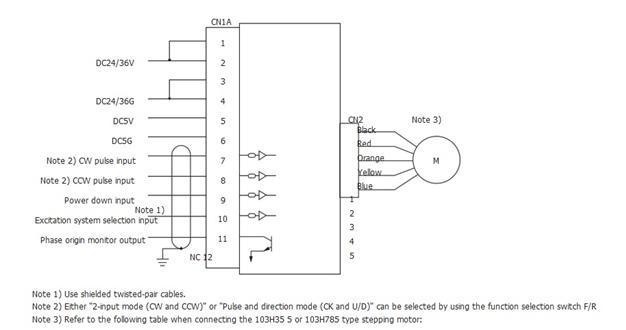 CN1A
1
DC24/36V 2
3
DC24/36G 4
DC5V 5
DC5G 6
Note 2) CW pulse input 7
Note 2) CCW pulse input 8
Power down input 9
Note 1)
Excitation system selection input 10
Phase origin monitor output 11
NC 12
CN2 Note 3)
Black
Red
Orange
Yellow
Blue
M
1
2
3
4
5
Note 1) Use shielded twisted-pair cables.
Note 2) Either "2-input mode (CW and CCW)" or "Pulse and direction mode (CK and U/D)" can be selected by using the function selection switch F/R
Note 3) Refer to the following table when connecting the 103H35 5 or 103H785 type stepping motor: